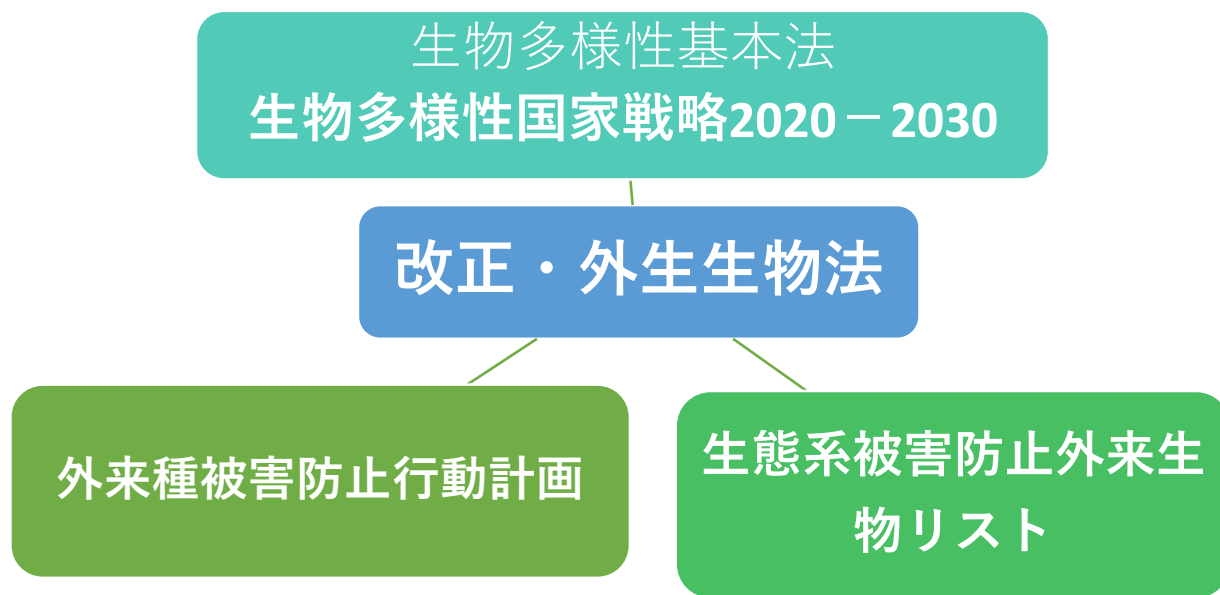 生物多様性基本法
生物多様性国家戦略2020－2030
改正・外生生物法
外来種被害防止行動計画
生態系被害防止外来生
物リスト